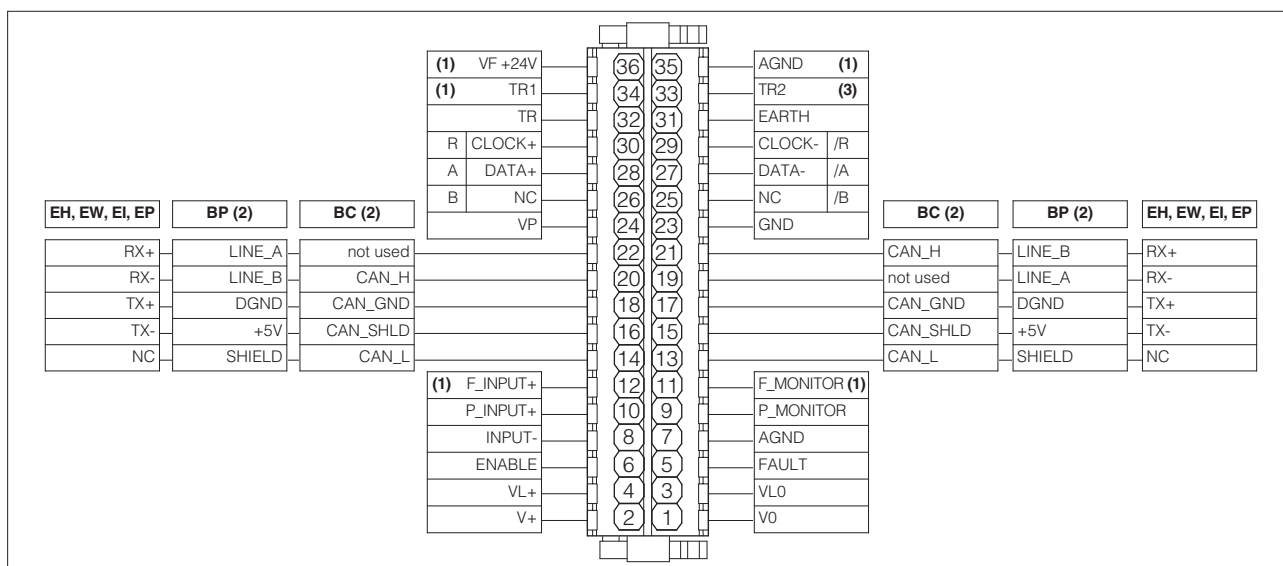 (1) VF +24V 36 35 AGND (1)
(1) TR1 34 33 TR2 (3)
TR 32 31 EARTH
R CLOCK+ 30 29 CLOCK- /R
A DATA+ 28 27 DATA- /A
B NC 26 25 NC /B
VP 24 23 GND
EH, EW, EI, EP BP (2) BC (2) BC (2) BP (2) EH, EW, EI, EP
RX+ LINE_A not used 22 21 CAN_H LINE_B RX+
RX- LINE_B CAN_H 20 19 not used LINE_A RX-
TX+ DGND CAN_GND 18 17 CAN_GND DGND TX+
TX- +5V CAN_SHLD 16 15 CAN_SHLD +5V TX-
NC SHIELD CAN_L 14 13 CAN_L SHIELD NC
(1) F_INPUT+ 12 11 F_MONITOR (1)
P_INPUT+ 10 9 P_MONITOR
INPUT- 8 7 AGND
ENABLE 6 5 FAULT
VL+ 4 3 VL0
V+ 2 1 V0